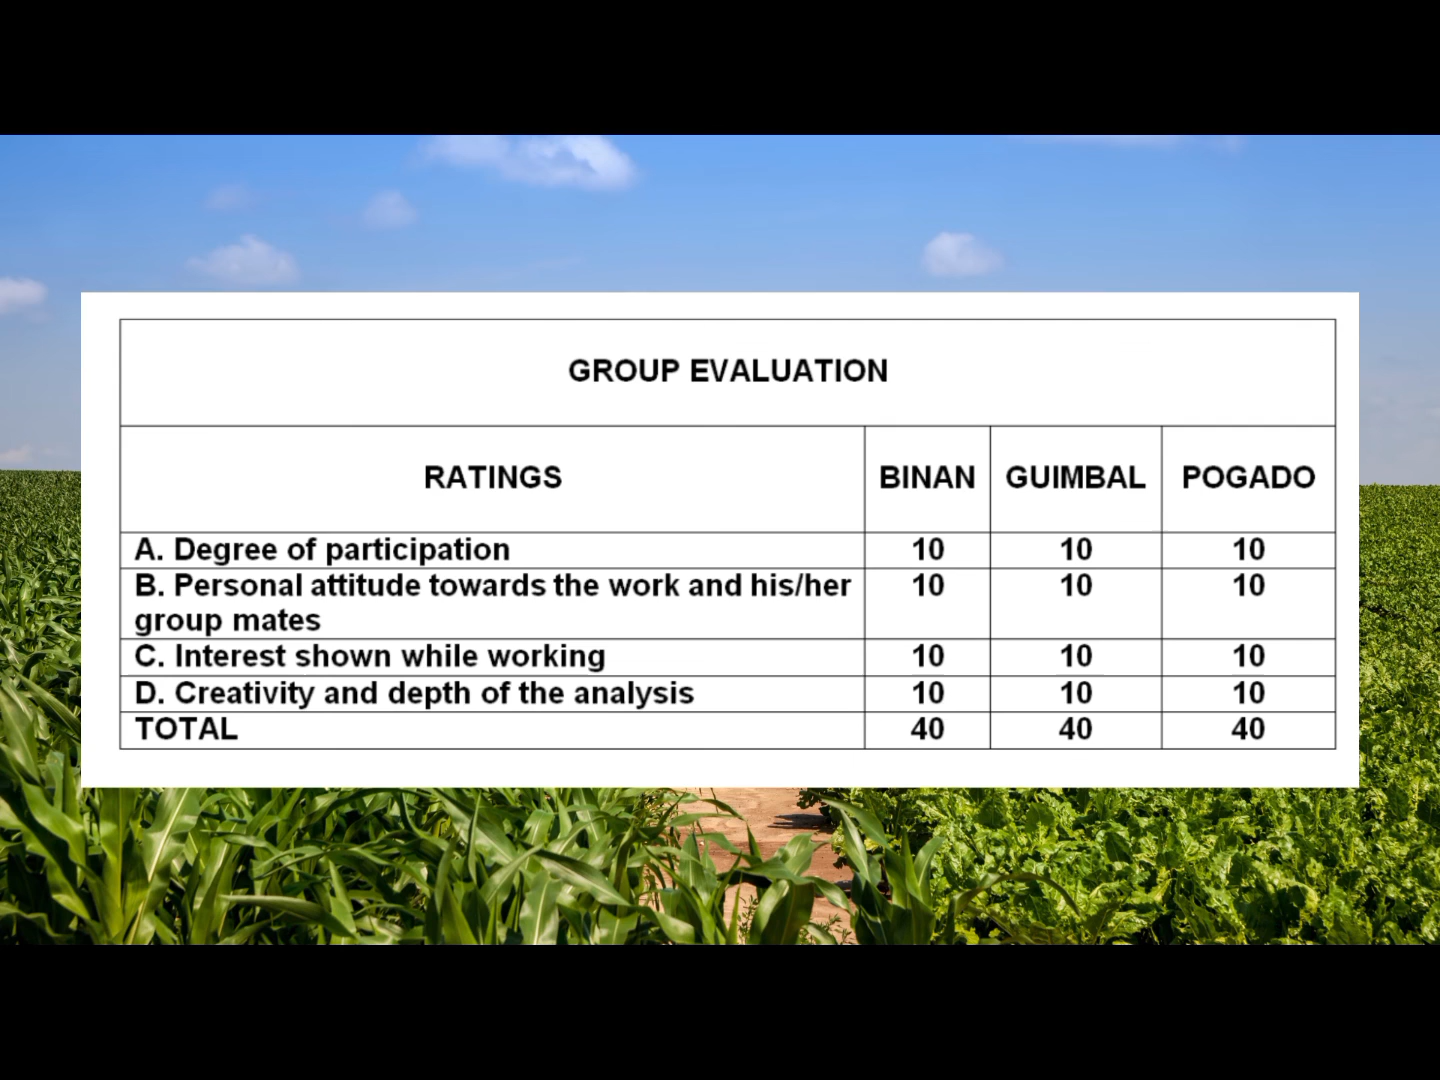 GROUP EVALUATION
RATINGS BINAN GUIMBAL POGADO
A. Degree of participation 10 10 10
B. Personal attitude towards the work and his/her 10 10 10
group mates
C. Interest shown while working 10 10 10
D. Creativity and depth of the analysis 10 10 10
TOTAL 40 40 40